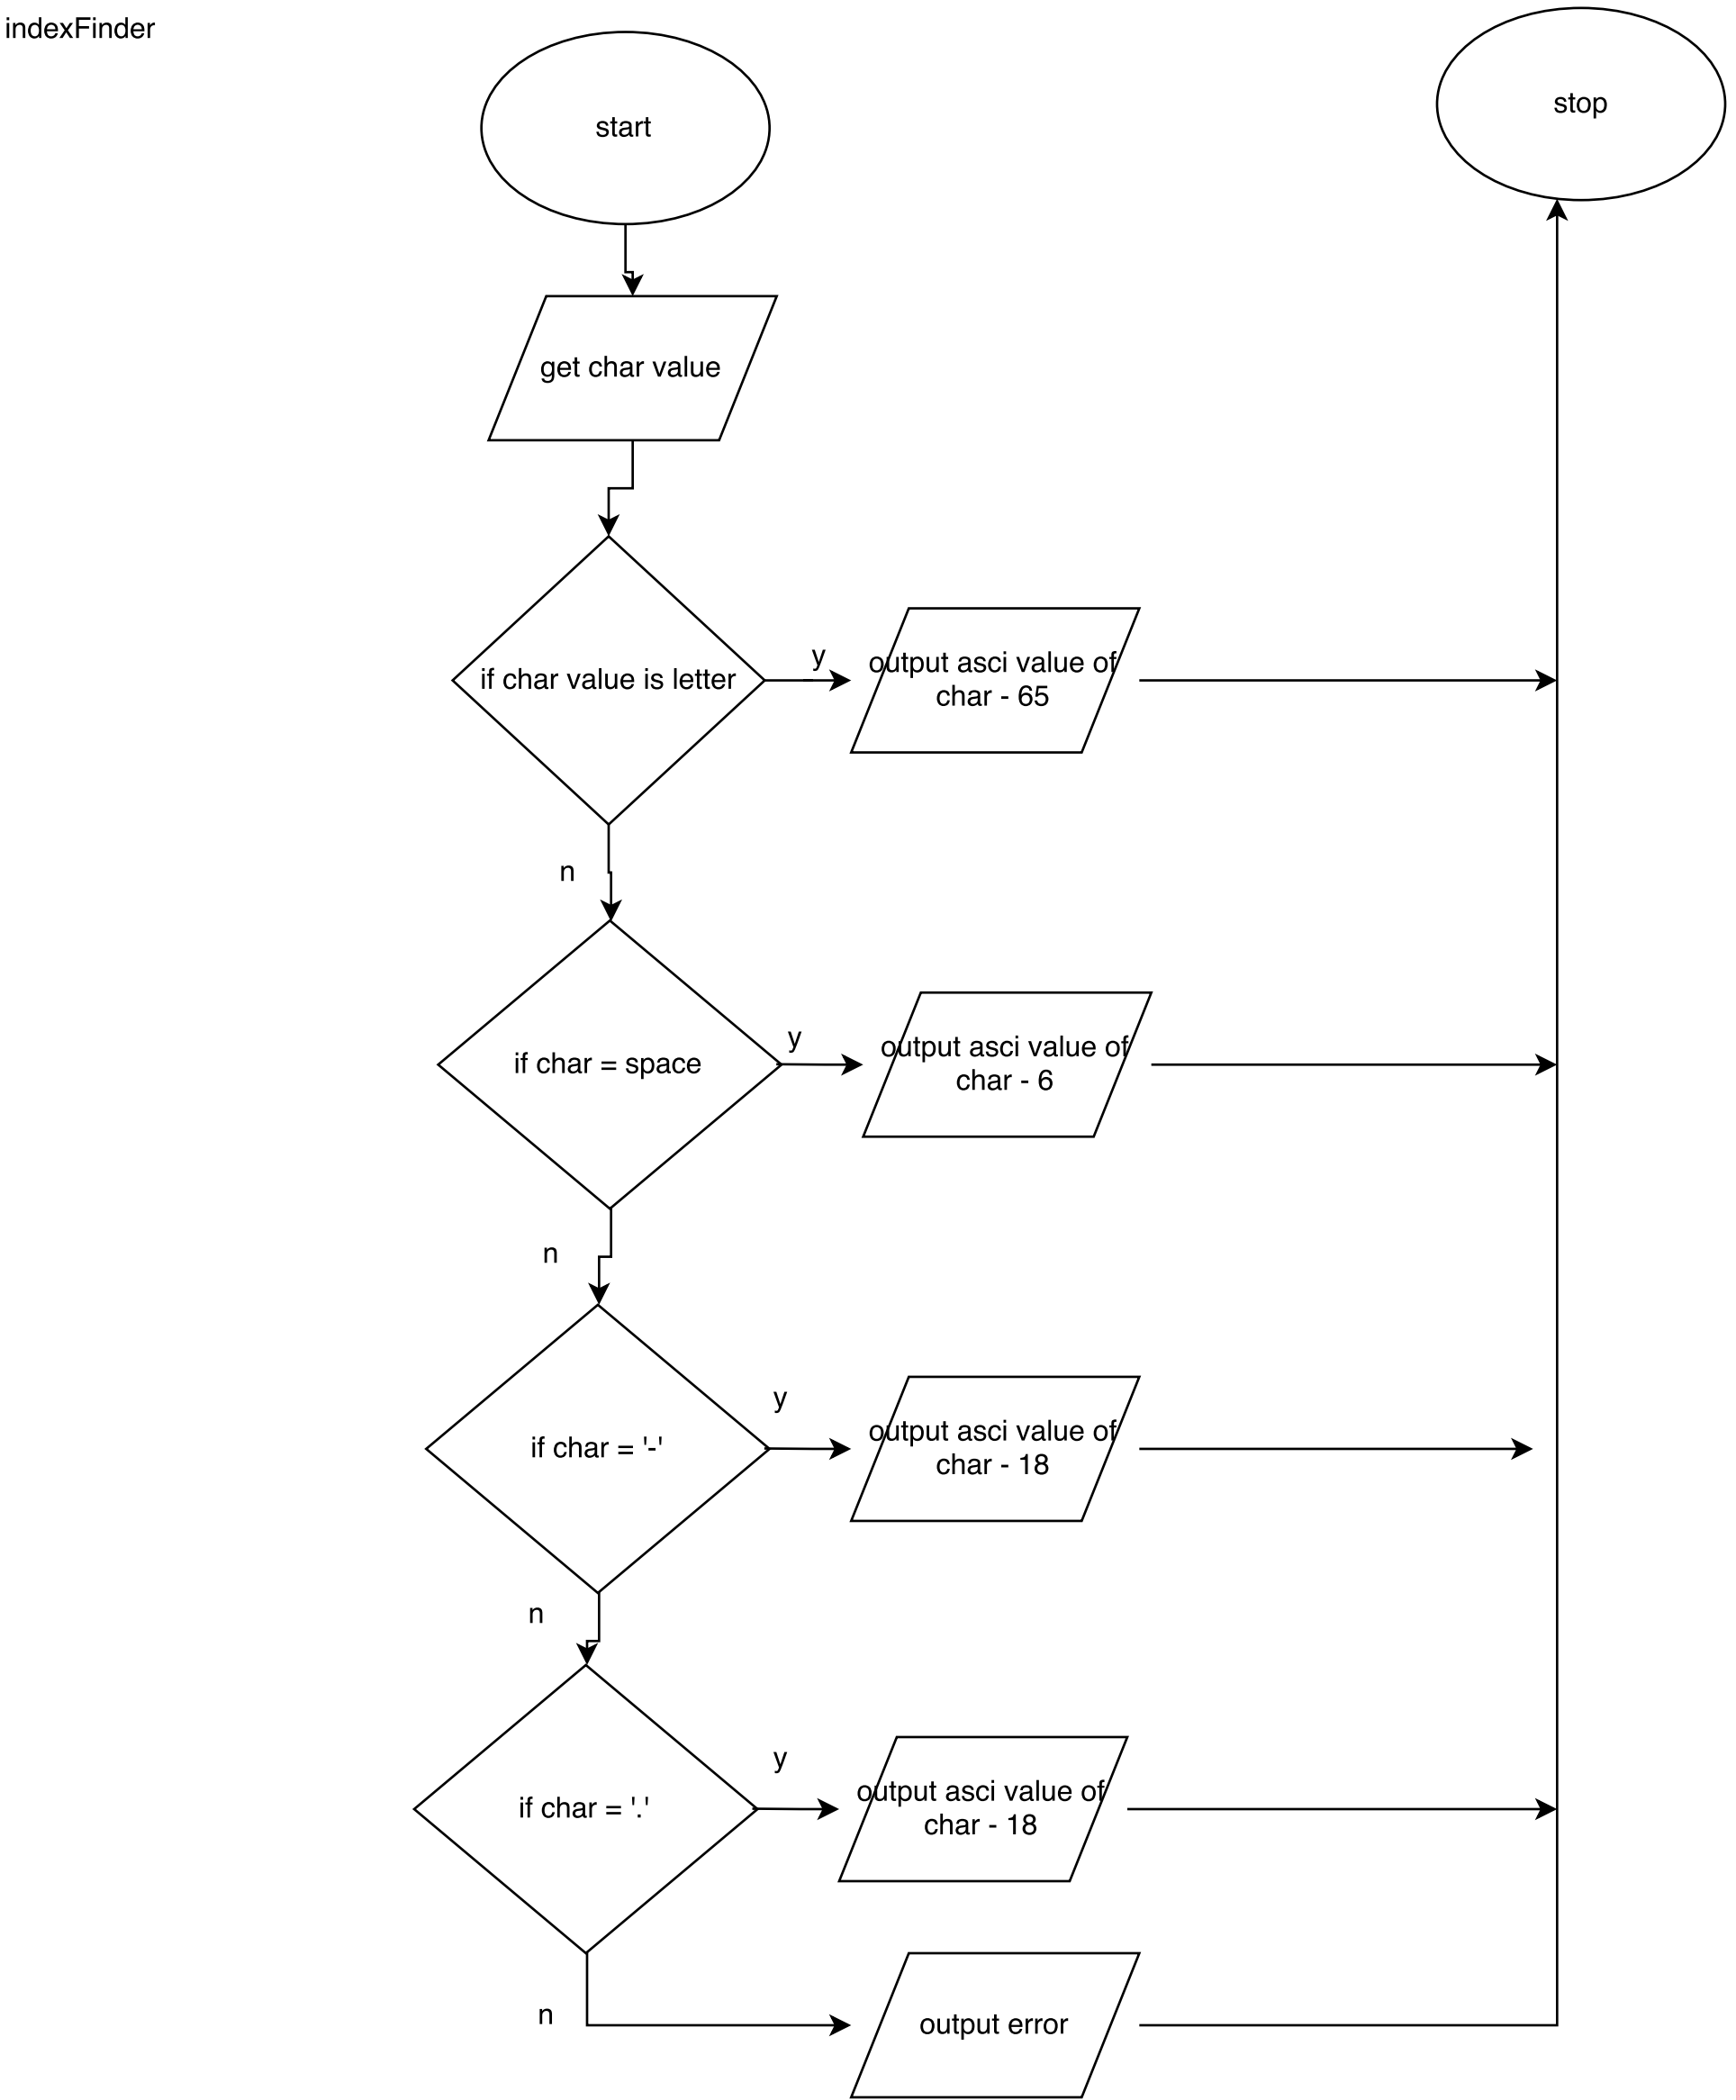 indexFinder
start
stop
get char value
if char value is letter
y
output asci value of
char - 65
n
if char = space
y
output asci value of
char - 6
n
if char = '-'
y
output asci value of
char - 18
n
if char = '.'
y
output asci value of
char - 18
n
output error